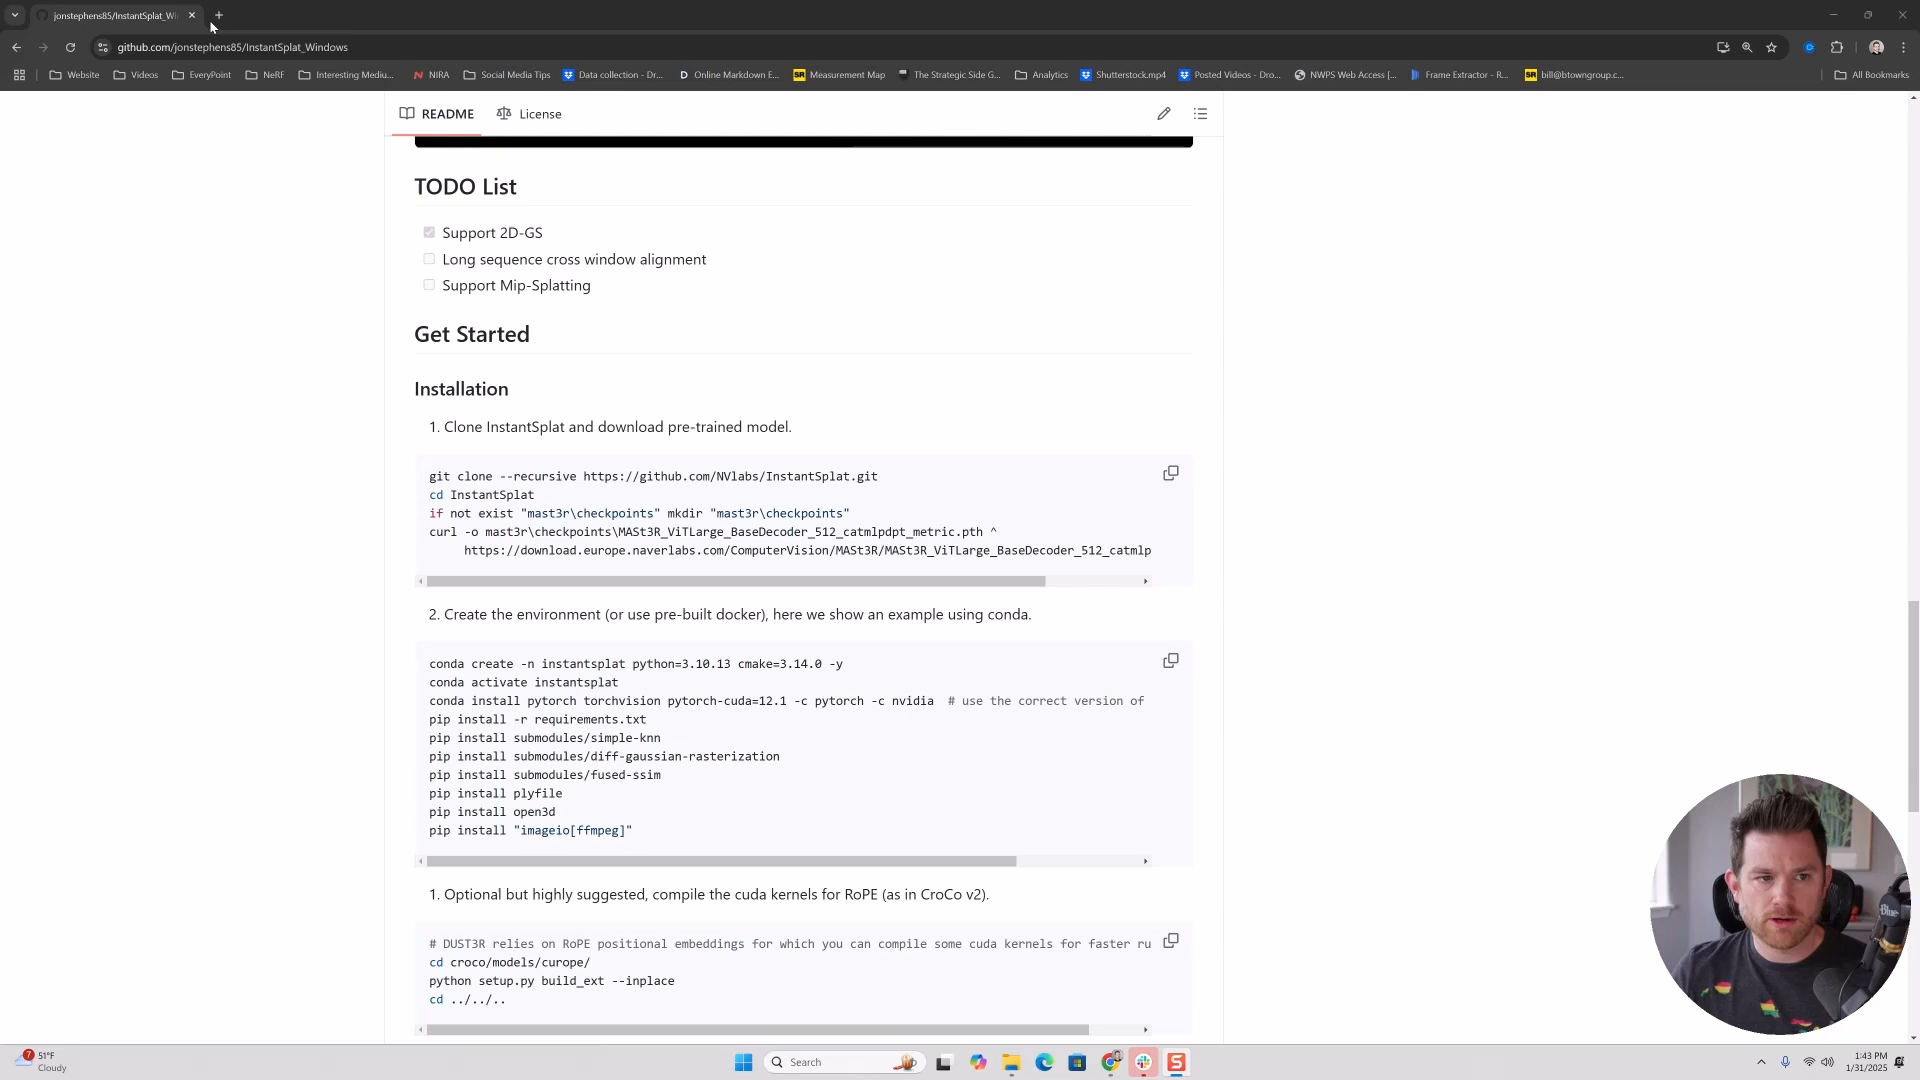 jonstephens85/InstantSplat_Wi
github.com/jonstephens85/InstantSplat_Windows
Website
Videos
EveryPoint
NeRF
Interesting Mediu...
NIRA
Social Media Tips
Data collection - Dr...
Online Markdown E...
Measurement Map
The Strategic Side G...
Analytics
Shutterstock.mp4
Posted Videos - Dro...
NWPS Web Access |...
Frame Extractor - R...
bill@btowngroup.c...
All Bookmarks
README
License
TODO List
Support 2D-GS
Long sequence cross window alignment
Support Mip-Splatting
Get Started
Installation
1. Clone InstantSplat and download pre-trained model.
git clone --recursive https://github.com/NVlabs/InstantSplat.git
cd InstantSplat
if not exist "mast3r\checkpoints" mkdir "mast3r\checkpoints"
curl -o mast3r\checkpoints\MASt3R_ViTLarge_BaseDecoder_512_catmlpdpt_metric.pth ^
https://download.europe.naverlabs.com/ComputerVision/MASt3R/MASt3R_ViTLarge_BaseDecoder_512_catmlp
2. Create the environment (or use pre-built docker), here we show an example using conda.
conda create -n instantsplat python=3.10.13 cmake=3.14.0 -y
conda activate instantsplat
conda install pytorch torchvision pytorch-cuda=12.1 -c pytorch -c nvidia  # use the correct version of
pip install -r requirements.txt
pip install submodules/simple-knn
pip install submodules/diff-gaussian-rasterization
pip install submodules/fused-ssim
pip install plyfile
pip install open3d
pip install "imageio[ffmpeg]"
1. Optional but highly suggested, compile the cuda kernels for RoPE (as in CroCo v2).
# DUST3R relies on RoPE positional embeddings for which you can compile some cuda kernels for faster ru
cd croco/models/curope/
python setup.py build_ext --inplace
cd ../../..
Blue
7
51°F
Cloudy
Search
1:43 PM
1/31/2025